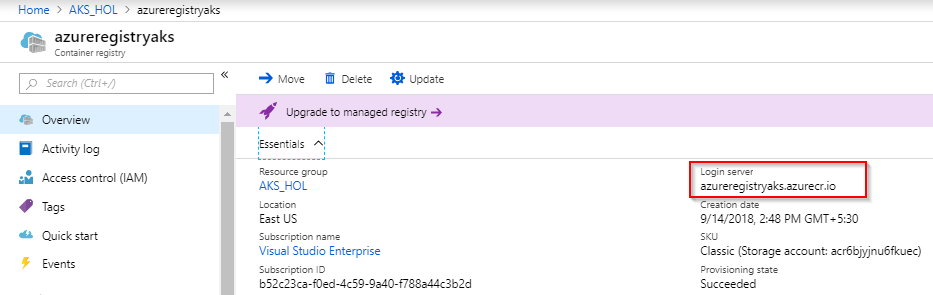 Home > AKS_HOL > azureregistryaks
azureregistryaks
Container registry
Search (Ctrl+/)
«
Overview
Activity log
Access control (IAM)
Tags
Quick start
Events
Move Delete Update
Upgrade to managed registry →
Essentials
Resource group
AKS_HOL
Location
East US
Subscription name
Visual Studio Enterprise
Subscription ID
b52c23ca-f0ed-4c59-9a40-f788a44c3b2d
Login server
azureregistryaks.azurecr.io
Creation date
9/14/2018, 2:48 PM GMT+5:30
SKU
Classic (Storage account: acr6bjyjnu6fkuec)
Provisioning state
Succeeded